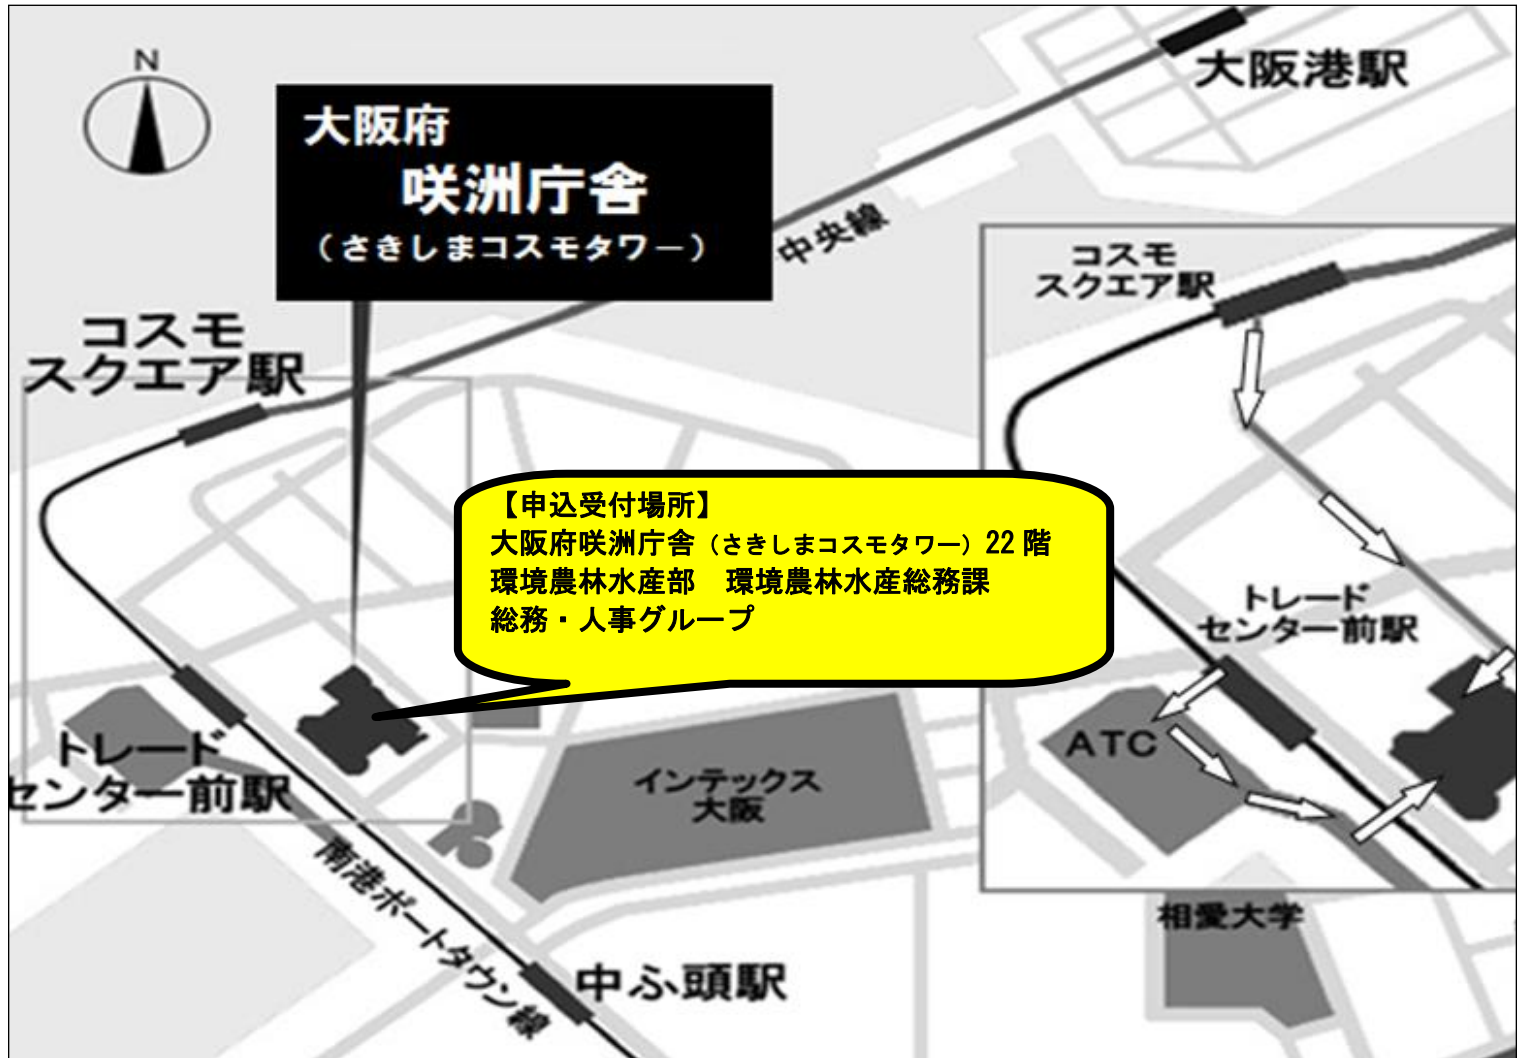 N
大阪府
咲洲庁舎
（さきしまコスモタワー）
大阪港駅
中央線
コスモ
スクエア駅
コスモ
スクエア駅
【申込受付場所】
大阪府咲洲庁舎（さきしまコスモタワー）22階
環境農林水産部　環境農林水産総務課
総務・人事グループ
トレード
センター前駅
ATC
トレード
センター前駅
インテックス
大阪
南港ポートタウン線
相愛大学
中ふ頭駅